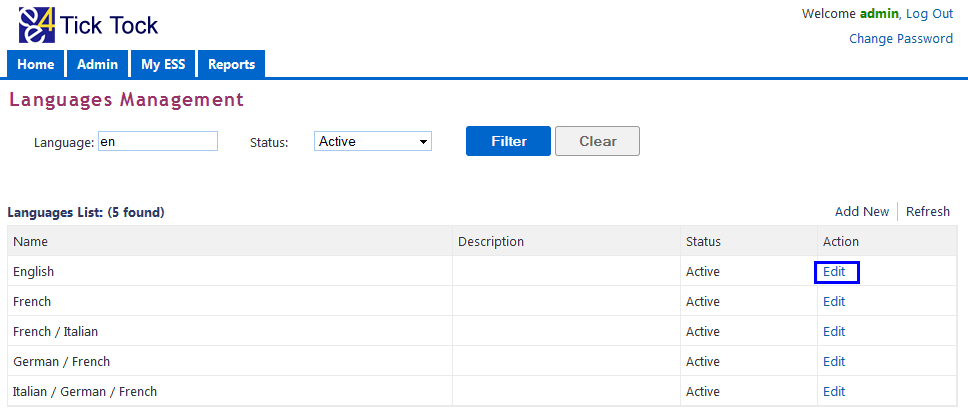 e4e Tick Tock
Welcome admin, Log Out
Change Password
Home Admin My ESS Reports
Languages Management
Language: en Status: Active Filter Clear
Languages List: (5 found) Add New Refresh
Name Description Status Action
English Active Edit
French Active Edit
French / Italian Active Edit
German / French Active Edit
Italian / German / French Active Edit